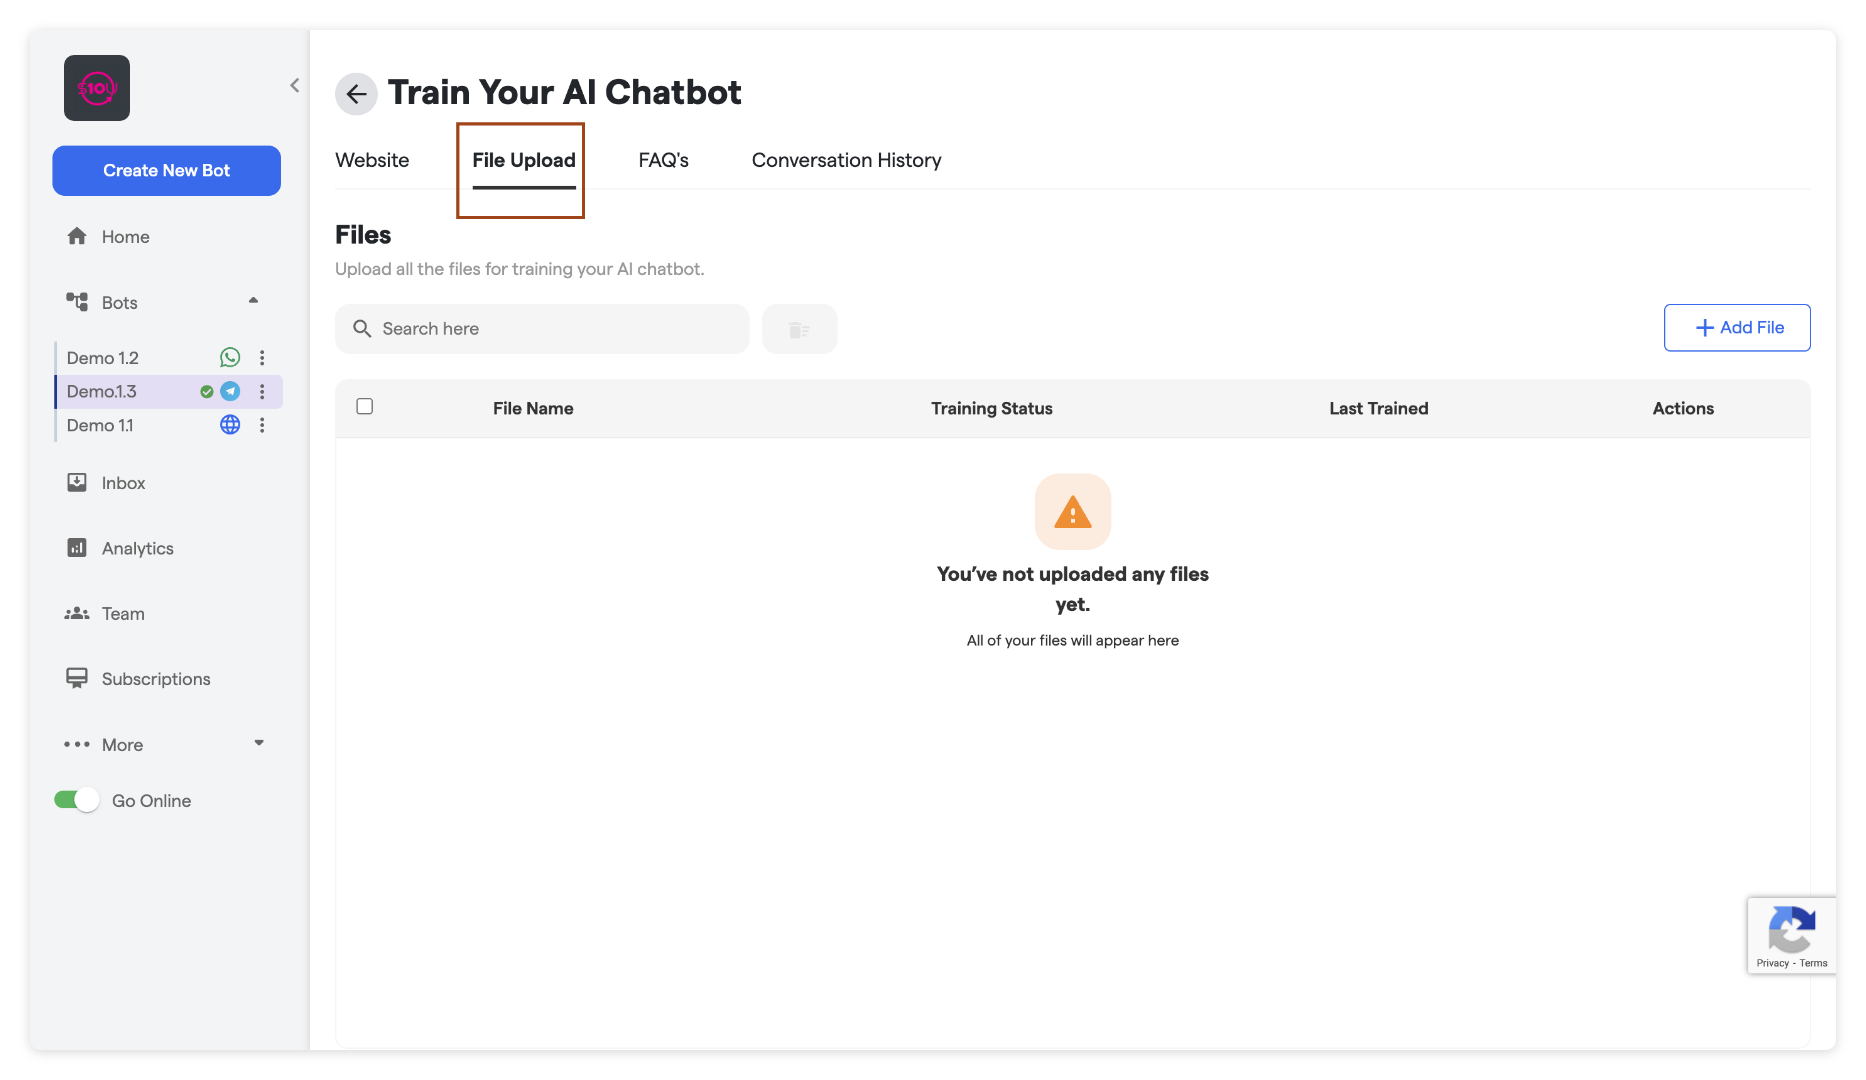 $10U
Create New Bot
Home
Bots
Demo 1.2
Demo.1.3
Demo 1.1
Inbox
Analytics
Team
Subscriptions
More
Go Online
Train Your AI Chatbot
Website
File Upload
FAQ's
Conversation History
Files
Upload all the files for training your AI chatbot.
Search here
Add File
File Name
Training Status
Last Trained
Actions
You’ve not uploaded any files
yet.
All of your files will appear here
Privacy - Terms